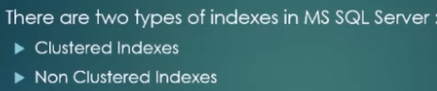 There are two types of indexes in MS SQL Server :
Clustered Indexes
Non Clustered Indexes